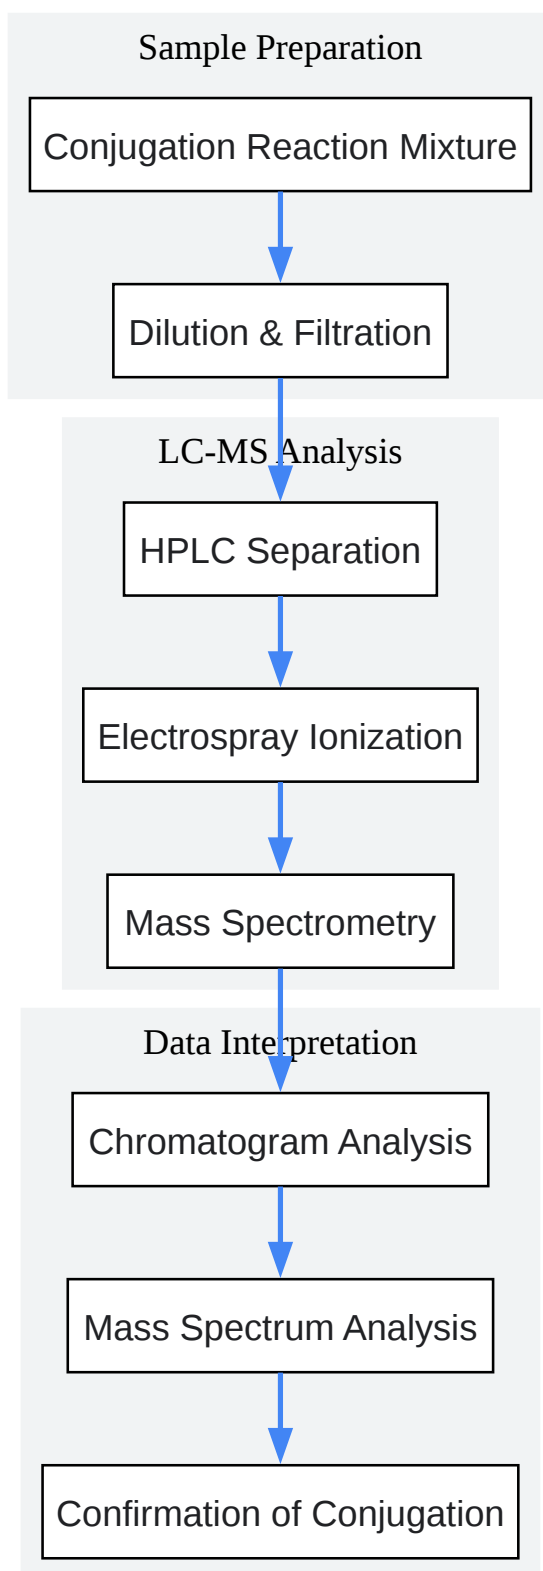 Sample Preparation
Conjugation Reaction Mixture
Dilution & Filtration
LC-MS Analysis
HPLC Separation
Electrospray Ionization
Mass Spectrometry
Data Interpretation
Chromatogram Analysis
Mass Spectrum Analysis
Confirmation of Conjugation